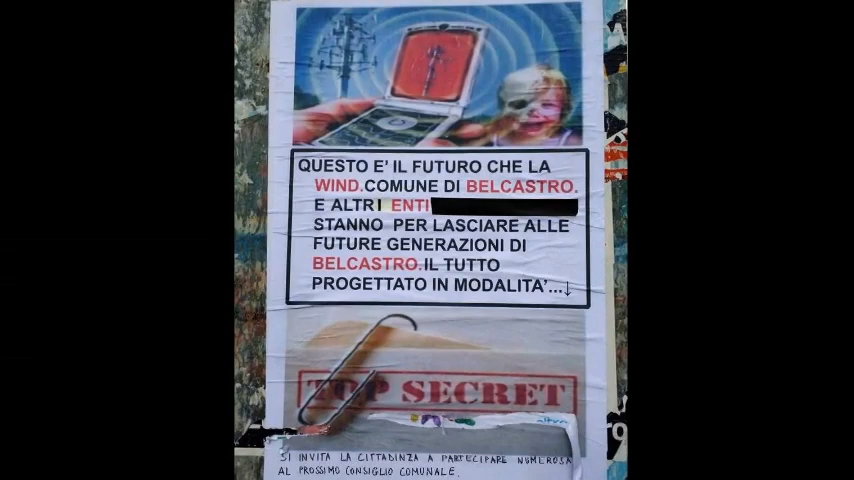 QUESTO E' IL FUTURO CHE LA
WIND.COMUNE DI BELCASTRO.
E ALTRI ENTI
STANNO PER LASCIARE ALLE
FUTURE GENERAZIONI DI
BELCASTRO.IL TUTTO
PROGETTATO IN MODALITA'...↓
TOP SECRET
SI INVITA LA CITTADINZA A PARTECIPARE NUMEROSA
AL PROSSIMO CONSIGLIO COMUNALE.